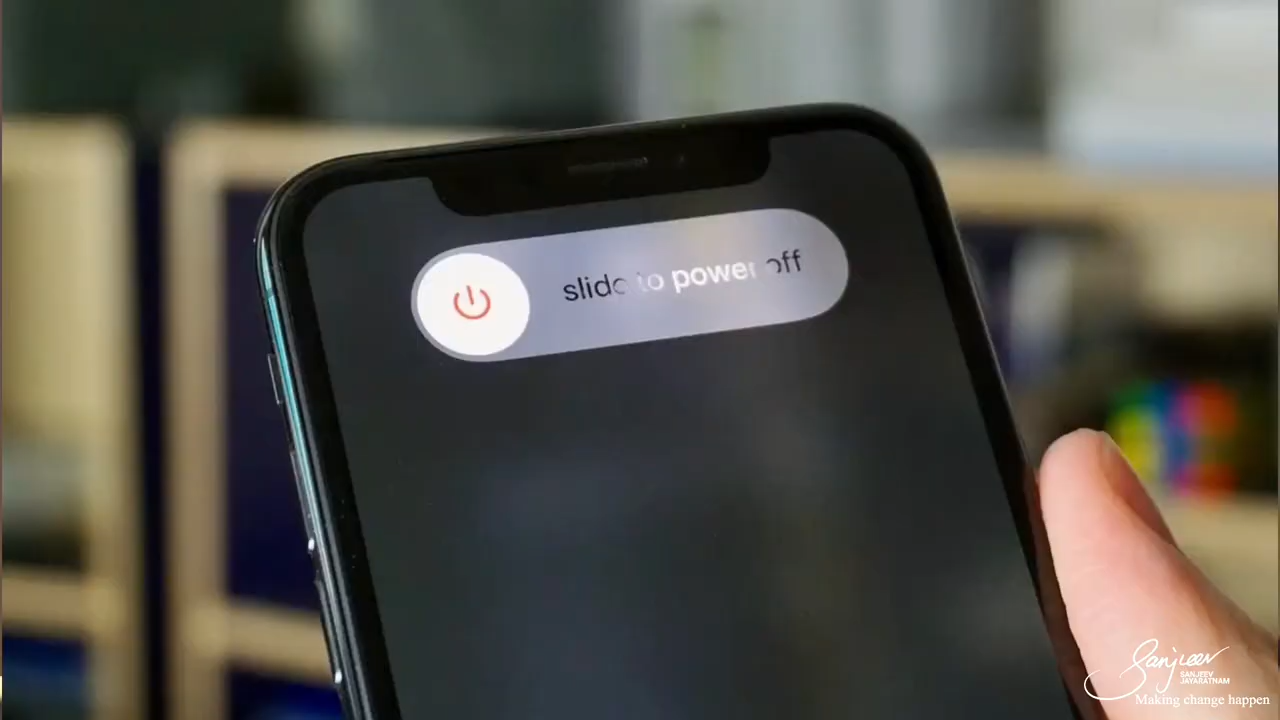 slide to power off
Sanjeev
SANJEEV
JAYARATNAM
Making change happen